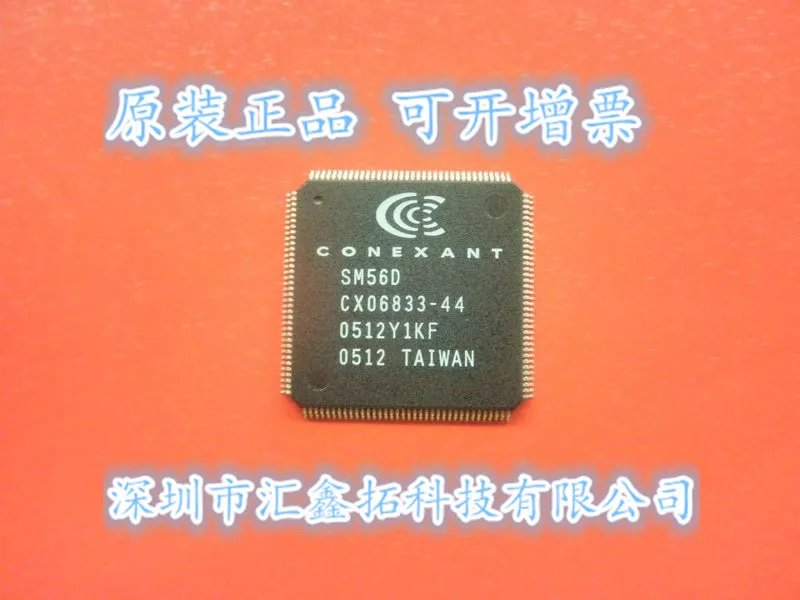 原装正品 可开增票
CONEXANT
SM56D
CX06833-44
0512Y1KF
0512 TAIWAN
深圳市汇鑫拓科技有限公司